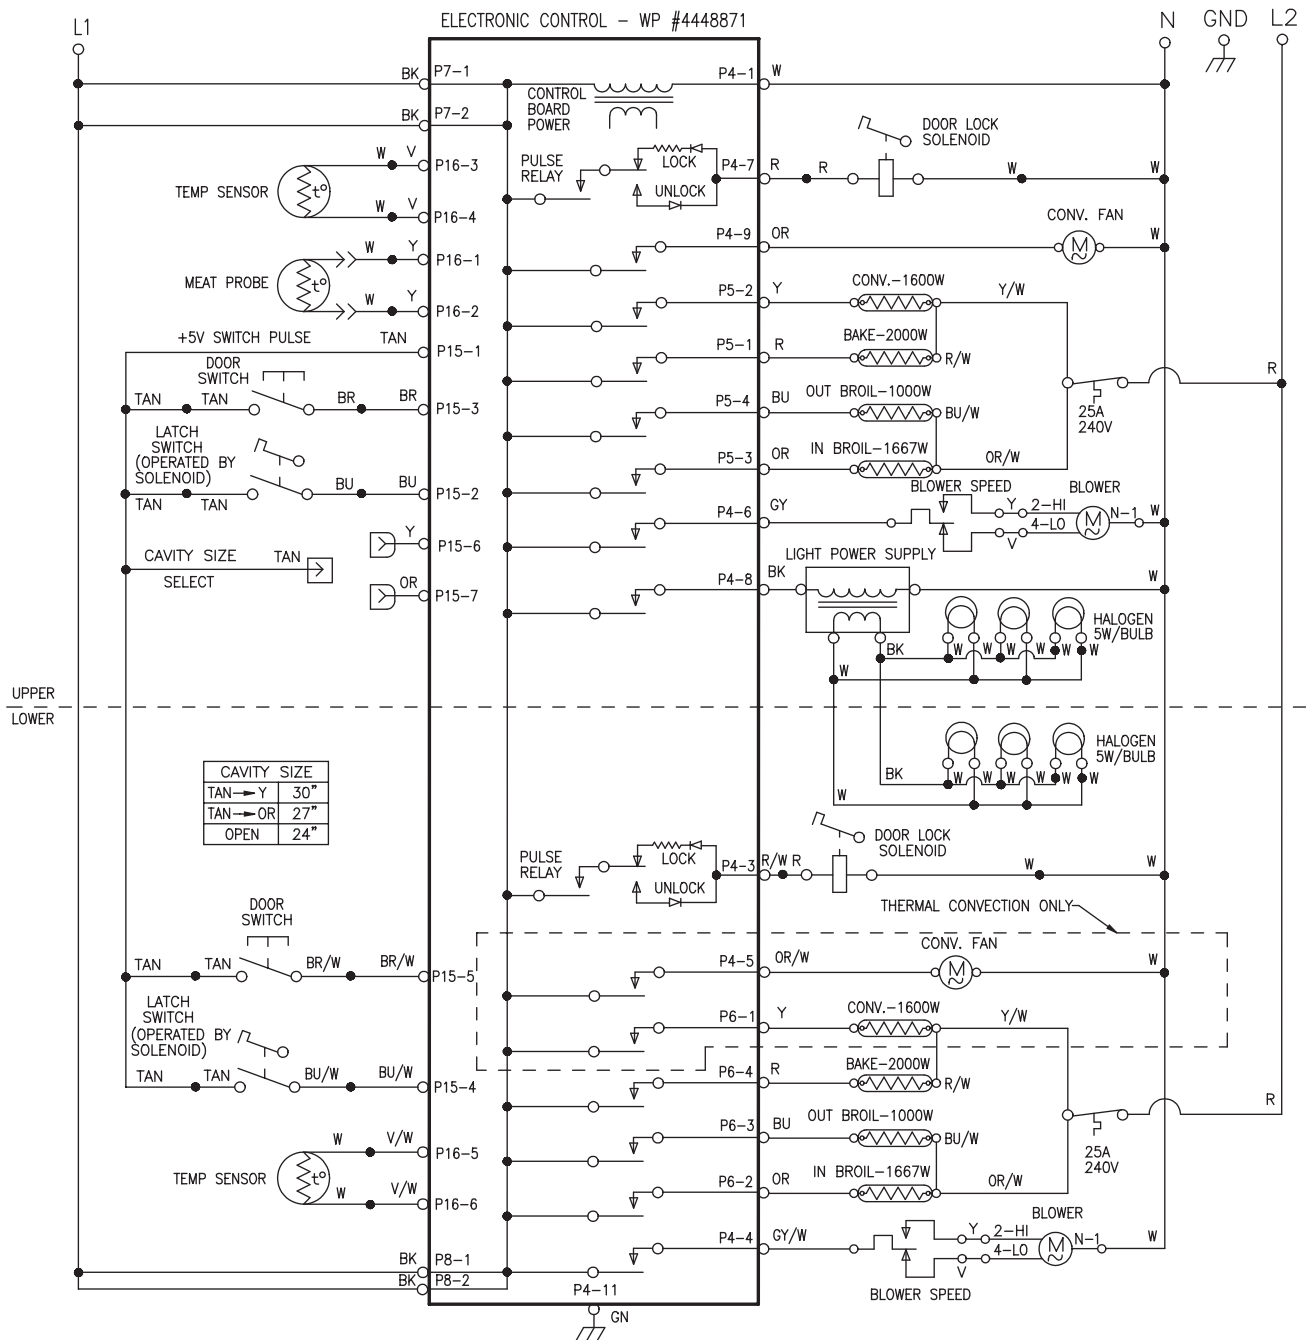 ELECTRONIC CONTROL - WP #4448871
L1
N
GND
L2
BK
P7-1
P4-1
W
CONTROL
BOARD
POWER
BK
P7-2
DOOR LOCK
SOLENOID
W
V
P16-3
PULSE
RELAY
LOCK
P4-7
R
R
W
W
TEMP SENSOR
t°
UNLOCK
W
V
P16-4
CONV. FAN
P4-9
OR
M
W
W
Y
P16-1
MEAT PROBE
t°
CONV.-1600W
P5-2
Y
Y/W
W
Y
P16-2
BAKE-2000W
+5V SWITCH PULSE
TAN
P15-1
P5-1
R
R/W
DOOR
SWITCH
R
TAN
TAN
BR
BR
P15-3
OUT BROIL-1000W
P5-4
BU
BU/W
25A
240V
LATCH
SWITCH
(OPERATED BY
SOLENOID)
IN BROIL-1667W
P5-3
OR
OR/W
TAN
TAN
BU
BU
P15-2
BLOWER SPEED
BLOWER
P4-6
GY
Y
2-HI
4-LO
V
M
N-1
W
Y
P15-6
CAVITY SIZE
SELECT
TAN
LIGHT POWER SUPPLY
OR
P15-7
P4-8
BK
W
HALOGEN
5W/BULB
BK
W
W
W
W
W
W
W
UPPER
LOWER
HALOGEN
5W/BULB
BK
W
W
W
W
W
W
W
CAVITY SIZE
TAN→Y 30"
TAN→OR 27"
OPEN 24"
PULSE
RELAY
LOCK
UNLOCK
P4-3
R/W
R
DOOR LOCK
SOLENOID
W
W
THERMAL CONVECTION ONLY
DOOR
SWITCH
TAN
TAN
BR/W
BR/W
P15-5
CONV. FAN
P4-5
OR/W
M
W
LATCH
SWITCH
(OPERATED BY
SOLENOID)
CONV.-1600W
P6-1
Y
Y/W
TAN
TAN
BU/W
BU/W
P15-4
BAKE-2000W
P6-4
R
R/W
R
OUT BROIL-1000W
P6-3
BU
BU/W
25A
240V
W
V/W
P16-5
TEMP SENSOR
t°
W
V/W
P16-6
IN BROIL-1667W
P6-2
OR
OR/W
BLOWER
P4-4
GY/W
Y
2-HI
4-LO
V
M
N-1
W
BLOWER SPEED
BK
P8-1
BK
P8-2
P4-11
GN